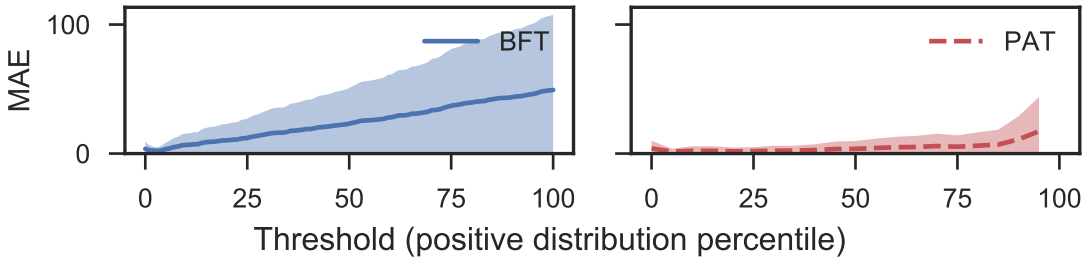 MAE
100
0
BFT
PAT
0 25 50 75 100
0 25 50 75 100
Threshold (positive distribution percentile)